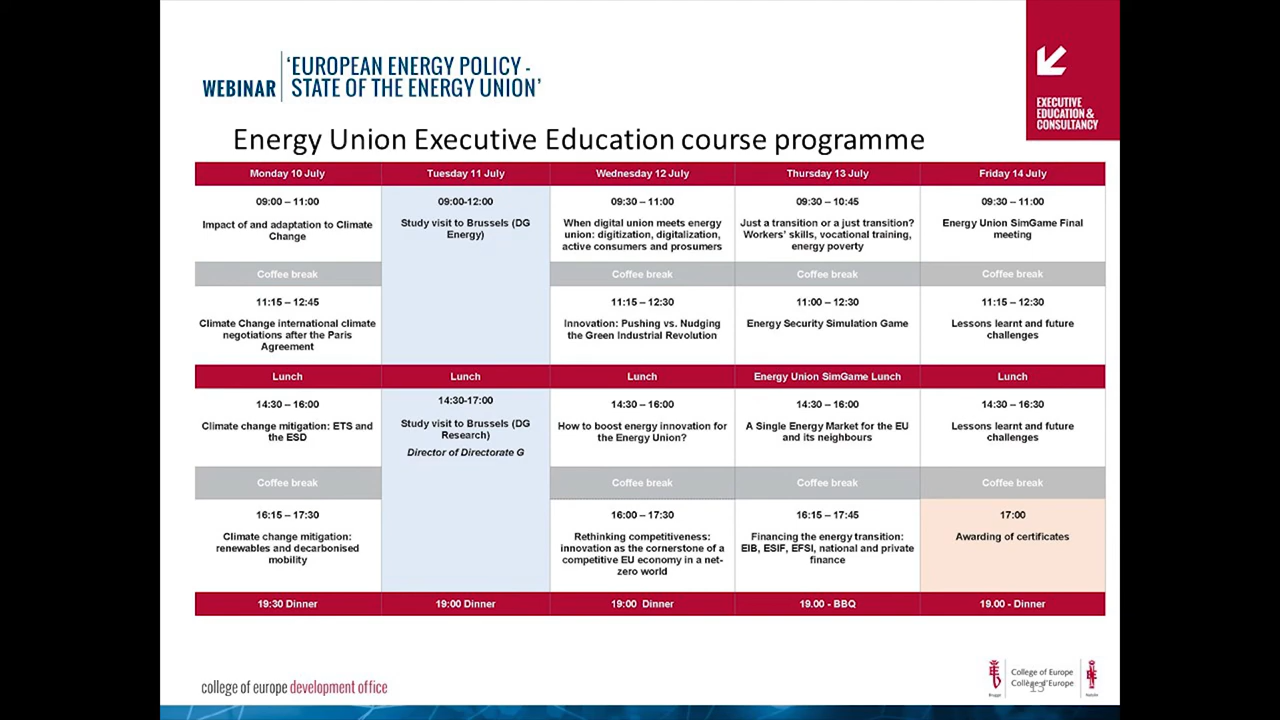 WEBINAR
‘EUROPEAN ENERGY POLICY -
STATE OF THE ENERGY UNION’
EXECUTIVE
EDUCATION &
CONSULTANCY
Energy Union Executive Education course programme
Monday 10 July
Tuesday 11 July
Wednesday 12 July
Thursday 13 July
Friday 14 July
09:00 – 11:00
Impact of and adaptation to Climate
Change
09:00-12:00
Study visit to Brussels (DG
Energy)
09:30 – 11:00
When digital union meets energy
union: digitization, digitalization,
active consumers and prosumers
09:30 – 10:45
Just a transition or a just transition?
Workers’ skills, vocational training,
energy poverty
09:30 – 11:00
Energy Union SimGame Final
meeting
Coffee break
Coffee break
Coffee break
Coffee break
11:15 – 12:45
Climate Change international climate
negotiations after the Paris
Agreement
11:15 – 12:30
Innovation: Pushing vs. Nudging
the Green Industrial Revolution
11:00 – 12:30
Energy Security Simulation Game
11:15 – 12:30
Lessons learnt and future
challenges
Lunch
Lunch
Lunch
Energy Union SimGame Lunch
Lunch
14:30 – 16:00
Climate change mitigation: ETS and
the ESD
14:30-17:00
Study visit to Brussels (DG
Research)
Director of Directorate G
14:30 – 16:00
How to boost energy innovation for
the Energy Union?
14:30 – 16:00
A Single Energy Market for the EU
and its neighbours
14:30 – 16:30
Lessons learnt and future
challenges
Coffee break
Coffee break
Coffee break
Coffee break
16:15 – 17:30
Climate change mitigation:
renewables and decarbonised
mobility
16:00 – 17:30
Rethinking competitiveness:
innovation as the cornerstone of a
competitive EU economy in a net-
zero world
16:15 – 17:45
Financing the energy transition:
EIB, ESIF, EFSI, national and private
finance
17:00
Awarding of certificates
19:30 Dinner
19:00 Dinner
19:00 Dinner
19.00 - BBQ
19.00 - Dinner
college of europe development office
College of Europe
Collège d’Europe
Brugge
Natolin
13